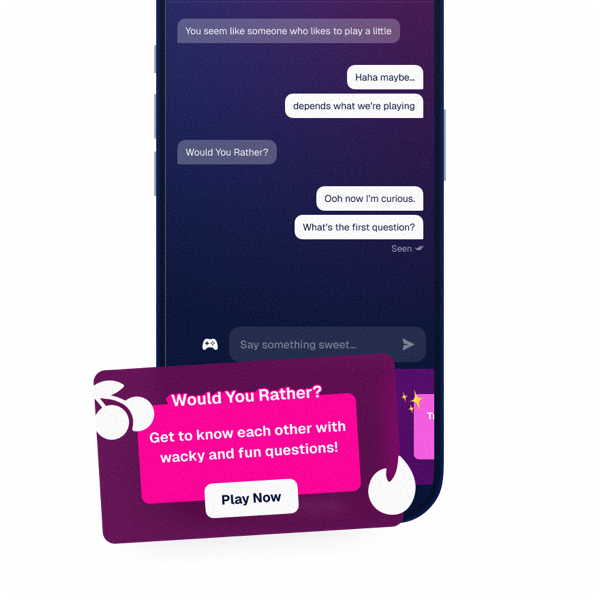 You seem like someone who likes to play a little
Haha maybe...
depends what we're playing
Would You Rather?
Ooh now I'm curious.
What's the first question?
Seen
Say something sweet...
Would You Rather?
Get to know each other with
wacky and fun questions!
Play Now